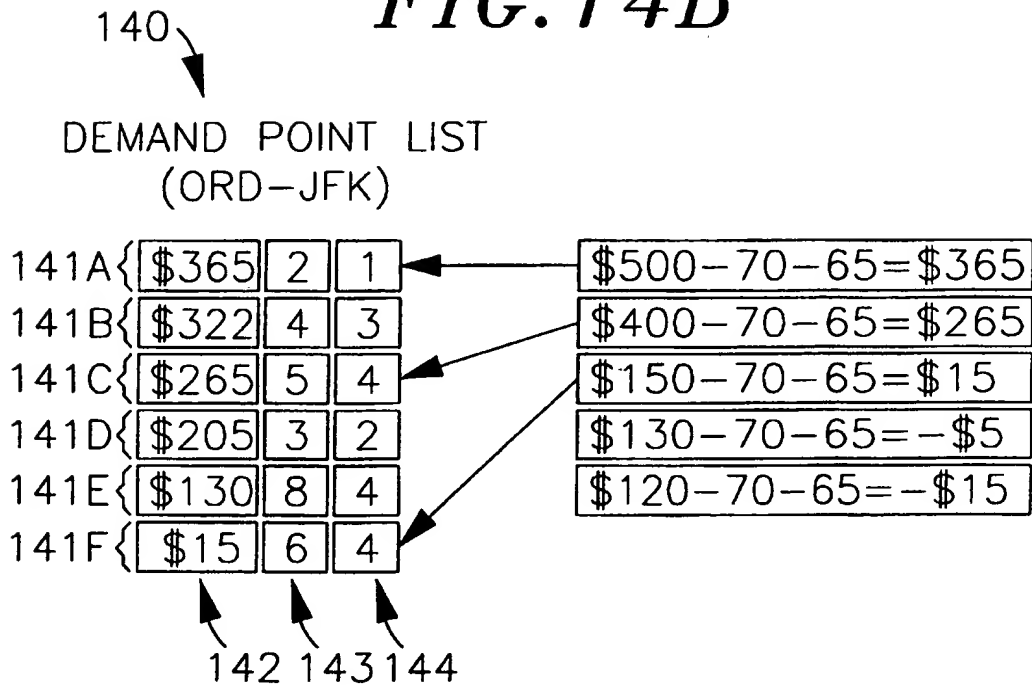 FIG. 14B
140
DEMAND POINT LIST
(ORD-JFK)
141A{ $365 2 1 $500-70-65=$365
141B{ $322 4 3 $400-70-65=$265
141C{ $265 5 4 $150-70-65=$15
141D{ $205 3 2 $130-70-65=-$5
141E{ $130 8 4 $120-70-65=-$15
141F{ $15 6 4
142 143 144